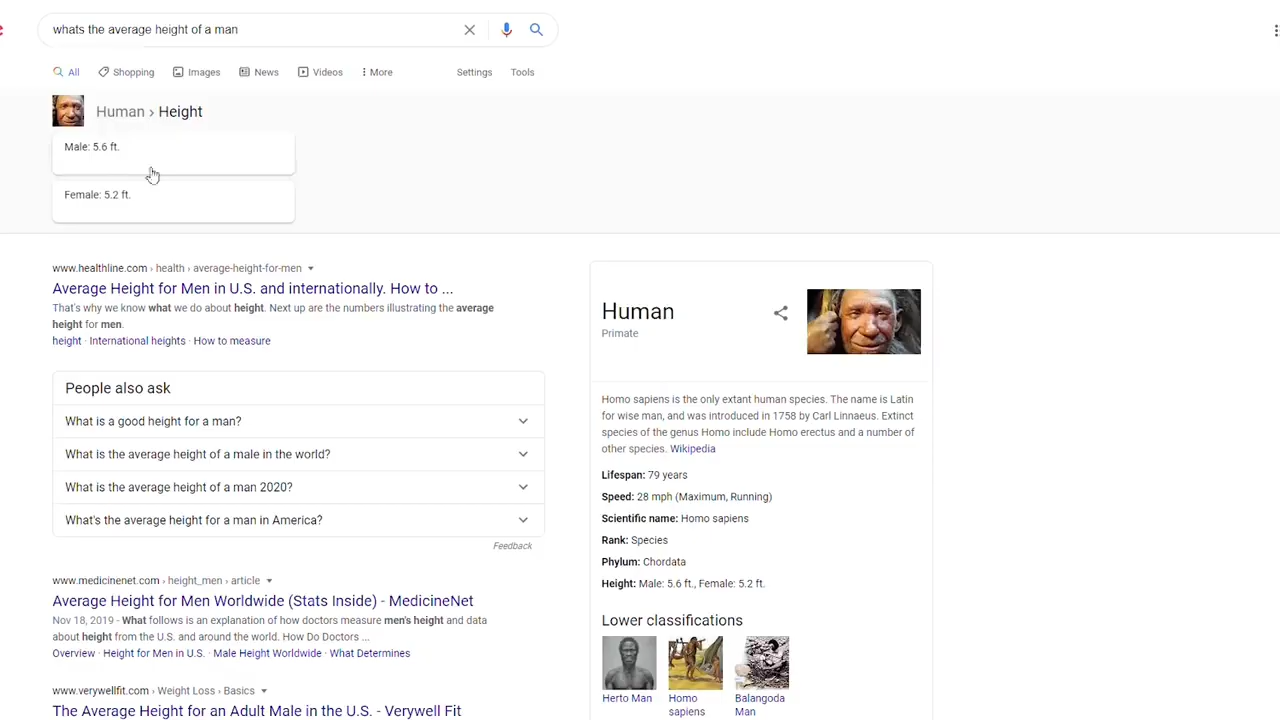 whats the average height of a man
All Shopping Images News Videos More Settings Tools
Human › Height
Male: 5.6 ft.
Female: 5.2 ft.
www.healthline.com › health › average-height-for-men
Average Height for Men in U.S. and internationally. How to ...
That's why we know what we do about height. Next up are the numbers illustrating the average
height for men.
height · International heights · How to measure
People also ask
What is a good height for a man?
What is the average height of a male in the world?
What is the average height of a man 2020?
What's the average height for a man in America?
Feedback
www.medicinenet.com › height_men › article
Average Height for Men Worldwide (Stats Inside) - MedicineNet
Nov 18, 2019 - What follows is an explanation of how doctors measure men's height and data
about height from the U.S. and around the world. How Do Doctors ...
Overview · Height for Men in U.S. · Male Height Worldwide · What Determines
www.verywellfit.com › Weight Loss › Basics
The Average Height for an Adult Male in the U.S. - Verywell Fit
Human
Primate
Homo sapiens is the only extant human species. The name is Latin
for wise man, and was introduced in 1758 by Carl Linnaeus. Extinct
species of the genus Homo include Homo erectus and a number of
other species. Wikipedia
Lifespan: 79 years
Speed: 28 mph (Maximum, Running)
Scientific name: Homo sapiens
Rank: Species
Phylum: Chordata
Height: Male: 5.6 ft., Female: 5.2 ft.
Lower classifications
Herto Man
Homo
sapiens
Balangoda
Man